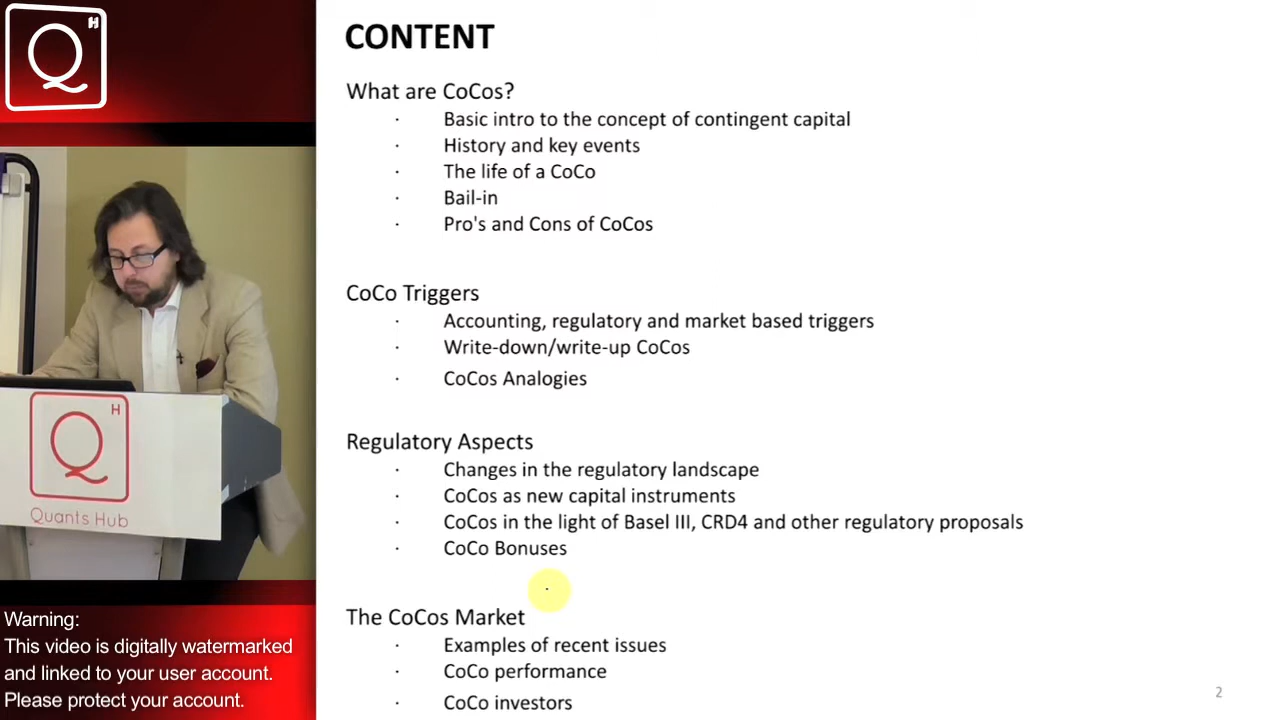 Q H
CONTENT
What are CoCos?
· Basic intro to the concept of contingent capital
· History and key events
· The life of a CoCo
· Bail-in
· Pro's and Cons of CoCos
CoCo Triggers
· Accounting, regulatory and market based triggers
· Write-down/write-up CoCos
· CoCos Analogies
Regulatory Aspects
· Changes in the regulatory landscape
· CoCos as new capital instruments
· CoCos in the light of Basel III, CRD4 and other regulatory proposals
· CoCo Bonuses
The CoCos Market
· Examples of recent issues
· CoCo performance
· CoCo investors
2
Q H
Quants Hub
Warning:
This video is digitally watermarked
and linked to your user account.
Please protect your account.